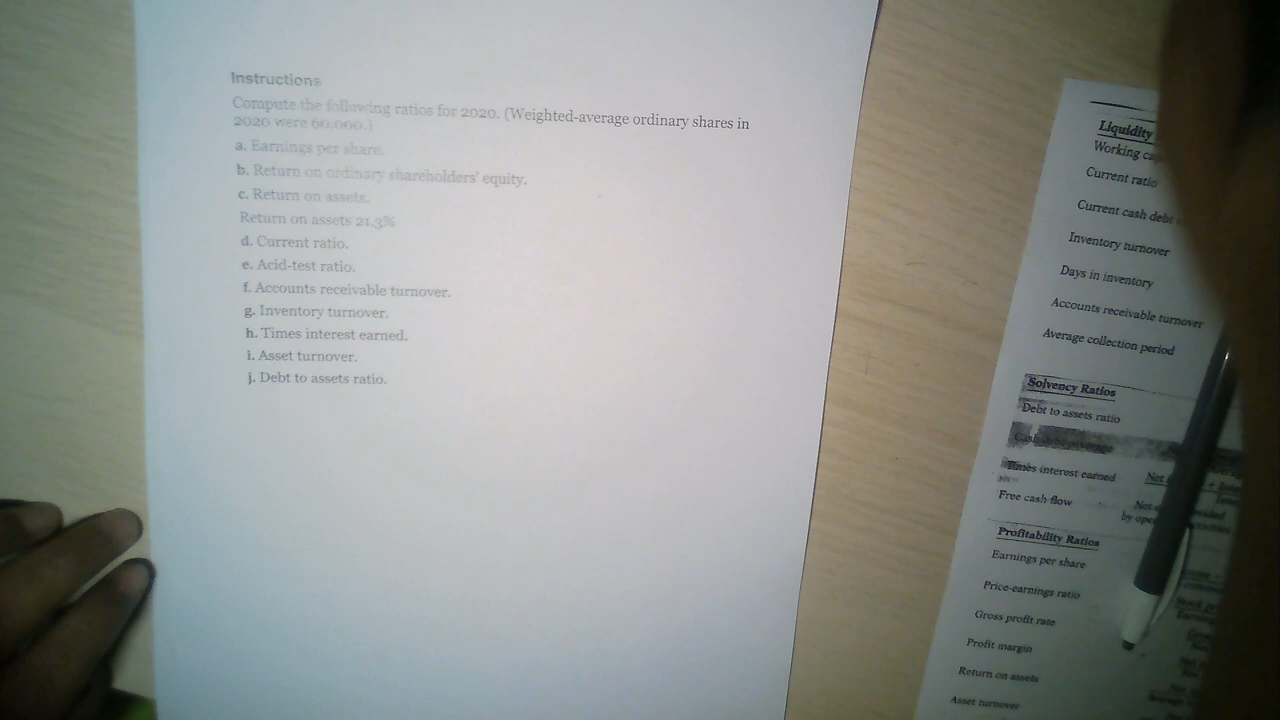 Instructions
Compute the following ratios for 2020. (Weighted-average ordinary shares in
2020 were 60,000.)
a. Earnings per share.
b. Return on ordinary shareholders' equity.
c. Return on assets.
Return on assets 21.3%
d. Current ratio.
e. Acid-test ratio.
f. Accounts receivable turnover.
g. Inventory turnover.
h. Times interest earned.
i. Asset turnover.
j. Debt to assets ratio.
Liquidity
Working
Current ratio
Current cash debt
Inventory turnover
Days in inventory
Accounts receivable turnover
Average collection period
Solvency Ratios
Debt to assets ratio
Times interest earned
Free cash flow
Profitability Ratios
Earnings per share
Price-earnings ratio
Gross profit rate
Profit margin
Return on assets
Asset turnover